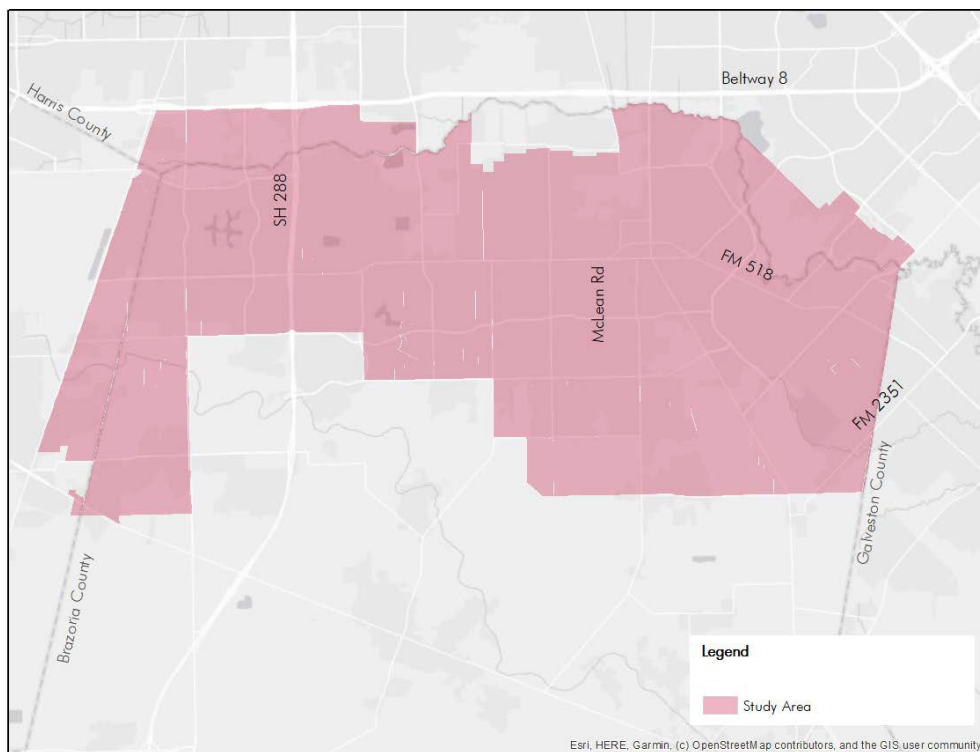 Beltway 8
Harris County
SH 288
FM 518
McLean Rd
FM 2351
Galveston County
Brazoria County
Legend
Study Area
Esri, HERE, Garmin, (c) OpenStreetMap contributors, and the GIS user community